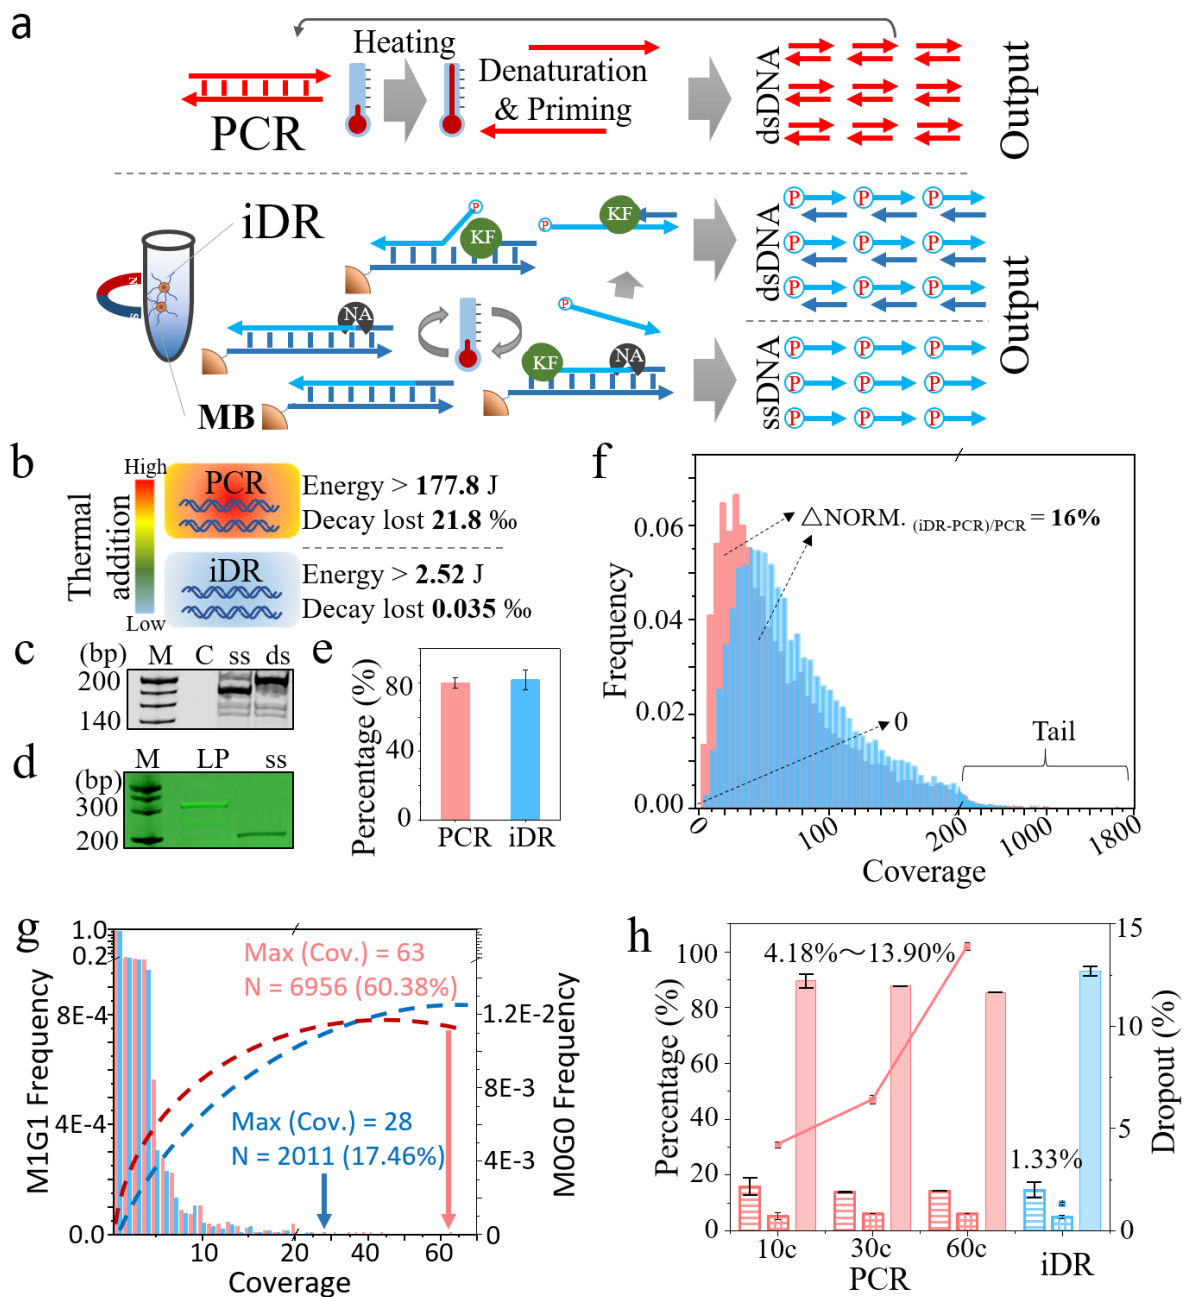 a
Heating
Denaturation
& Priming
PCR
dsDNA
Output
iDR
N
S
MB
P
KF
KF
P
NA
P
KF
NA
dsDNA
P P P
P P P
P P P
ssDNA
P P P
P P P
P P P
Output
b
High
Low
Thermal
addition
PCR
Energy > 177.8 J
Decay lost 21.8 ‰
iDR
Energy > 2.52 J
Decay lost 0.035 ‰
c
(bp) M C ss ds
200
140
d
(bp) M LP ss
300
200
e
Percentage (%)
80
40
0
PCR iDR
f
Frequency
0.06
0.04
0.02
0.00
△NORM. (iDR-PCR)/PCR = 16%
0
Tail
0 100 200 1000 1800
Coverage
g
M1G1 Frequency
1.0
0.2
8E-4
4E-4
0.0
Max (Cov.) = 63
N = 6956 (60.38%)
Max (Cov.) = 28
N = 2011 (17.46%)
1.2E-2
8E-3
4E-3
0
M0G0 Frequency
10 20 40 60
Coverage
h
Percentage (%)
100
80
60
40
20
0
4.18%～13.90%
1.33%
15
10
5
0
Dropout (%)
10c 30c 60c
PCR iDR